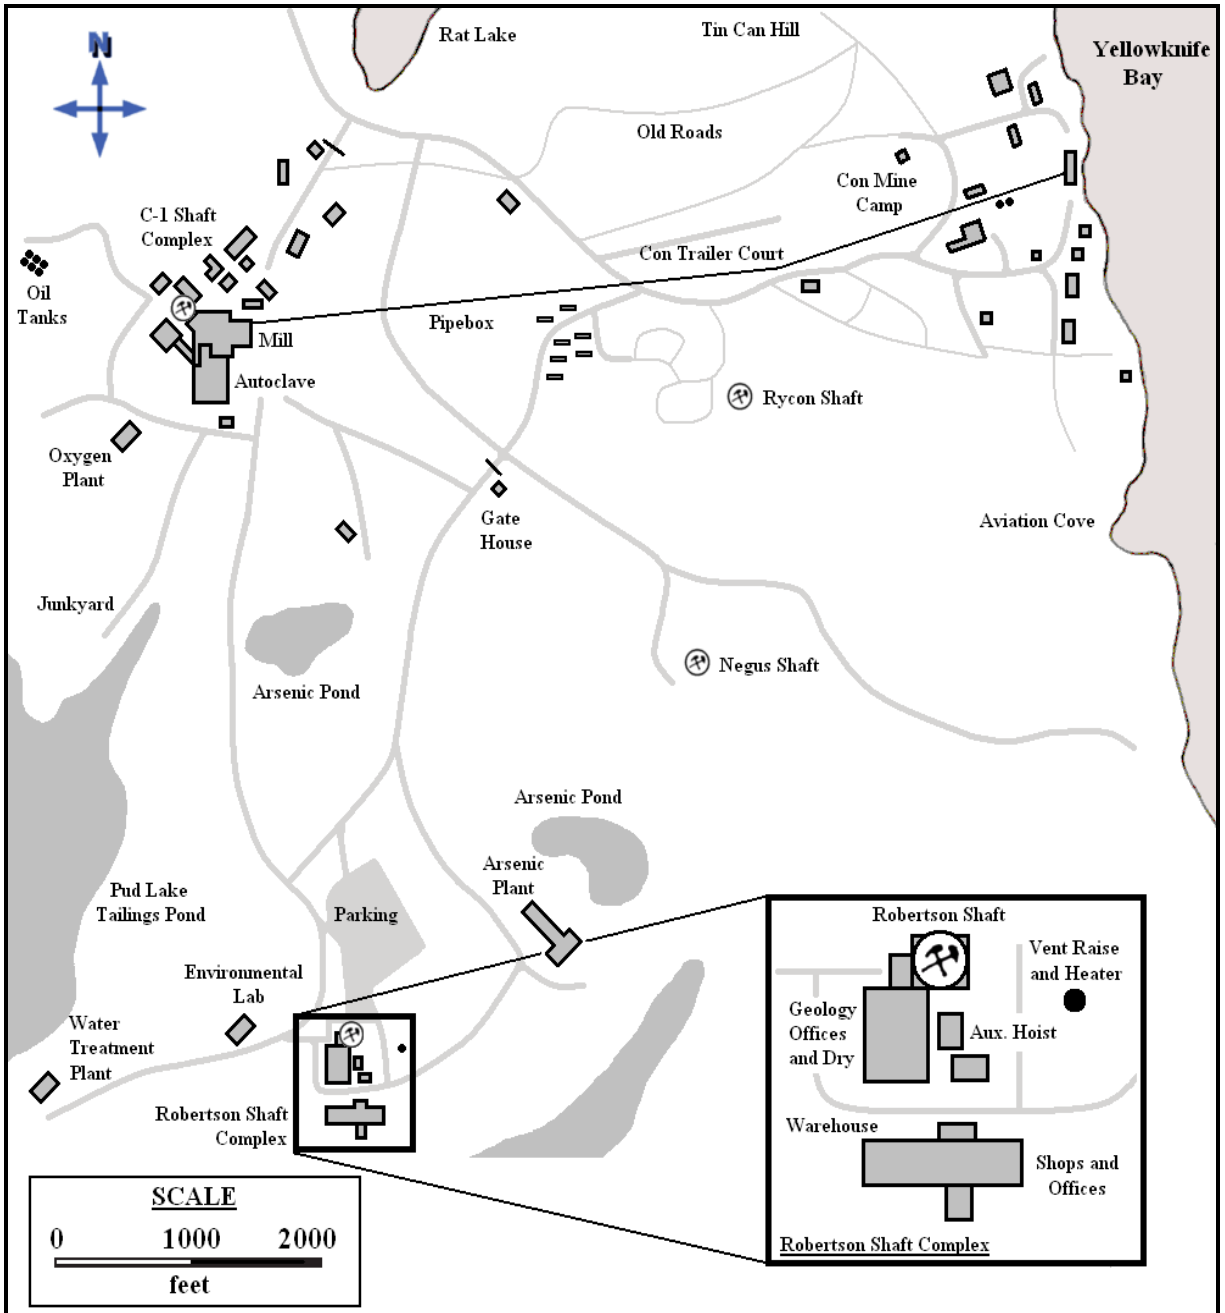 N
Rat Lake
Tin Can Hill
Yellowknife
Bay
Old Roads
Con Mine
Camp
C-1 Shaft
Complex
Con Trailer Court
Oil
Tanks
Pipebox
Mill
Autoclave
Rycon Shaft
Oxygen
Plant
Gate
House
Aviation Cove
Junkyard
Negus Shaft
Arsenic Pond
Arsenic Pond
Arsenic
Plant
Pud Lake
Tailings Pond
Parking
Environmental
Lab
Water
Treatment
Plant
Robertson Shaft
Complex
Robertson Shaft
Vent Raise
and Heater
Geology
Offices
and Dry
Aux. Hoist
Warehouse
Shops and
Offices
Robertson Shaft Complex
SCALE
0 1000 2000
feet